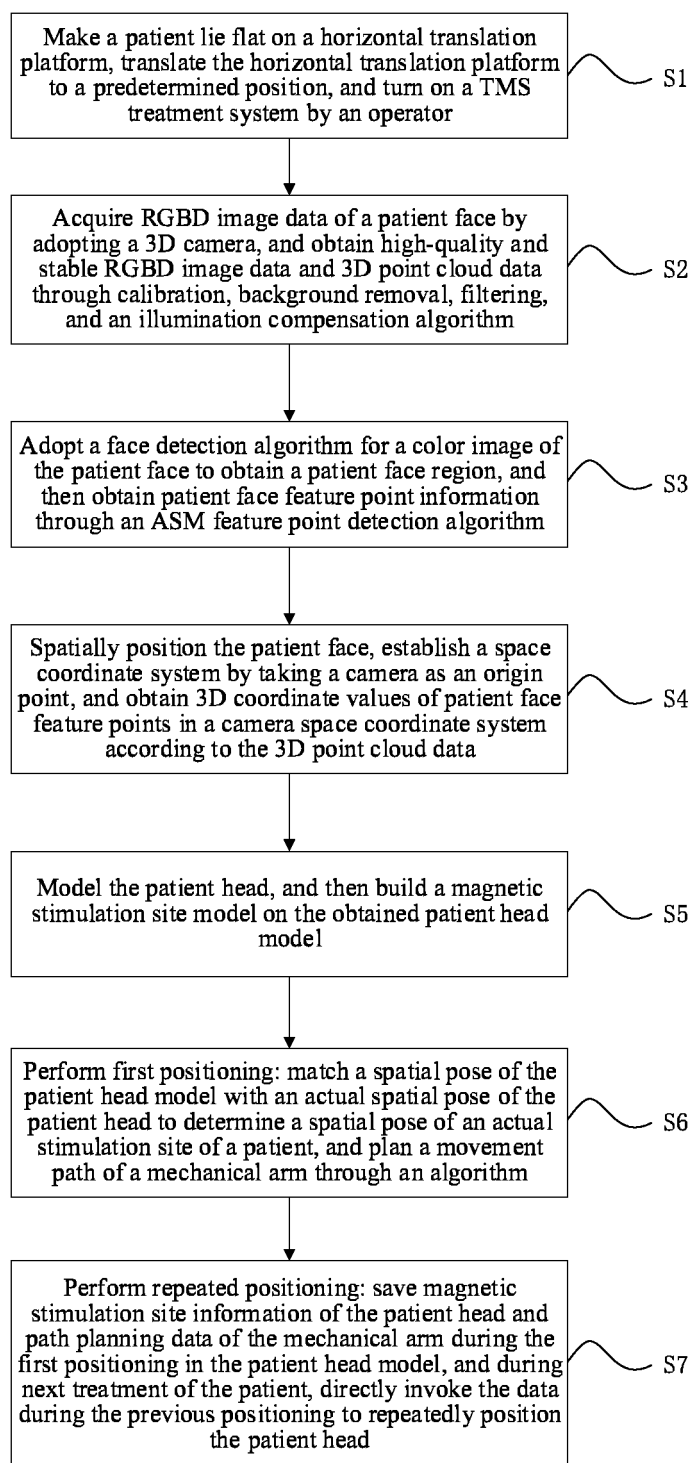 Make a patient lie flat on a horizontal translation
platform, translate the horizontal translation platform
to a predetermined position, and turn on a TMS
treatment system by an operator
S1
Acquire RGBD image data of a patient face by
adopting a 3D camera, and obtain high-quality and
stable RGBD image data and 3D point cloud data
through calibration, background removal, filtering,
and an illumination compensation algorithm
S2
Adopt a face detection algorithm for a color image of
the patient face to obtain a patient face region, and
then obtain patient face feature point information
through an ASM feature point detection algorithm
S3
Spatially position the patient face, establish a space
coordinate system by taking a camera as an origin
point, and obtain 3D coordinate values of patient face
feature points in a camera space coordinate system
according to the 3D point cloud data
S4
Model the patient head, and then build a magnetic
stimulation site model on the obtained patient head
model
S5
Perform first positioning: match a spatial pose of the
patient head model with an actual spatial pose of the
patient head to determine a spatial pose of an actual
stimulation site of a patient, and plan a movement
path of a mechanical arm through an algorithm
S6
Perform repeated positioning: save magnetic
stimulation site information of the patient head and
path planning data of the mechanical arm during the
first positioning in the patient head model, and during
next treatment of the patient, directly invoke the data
during the previous positioning to repeatedly position
the patient head
S7